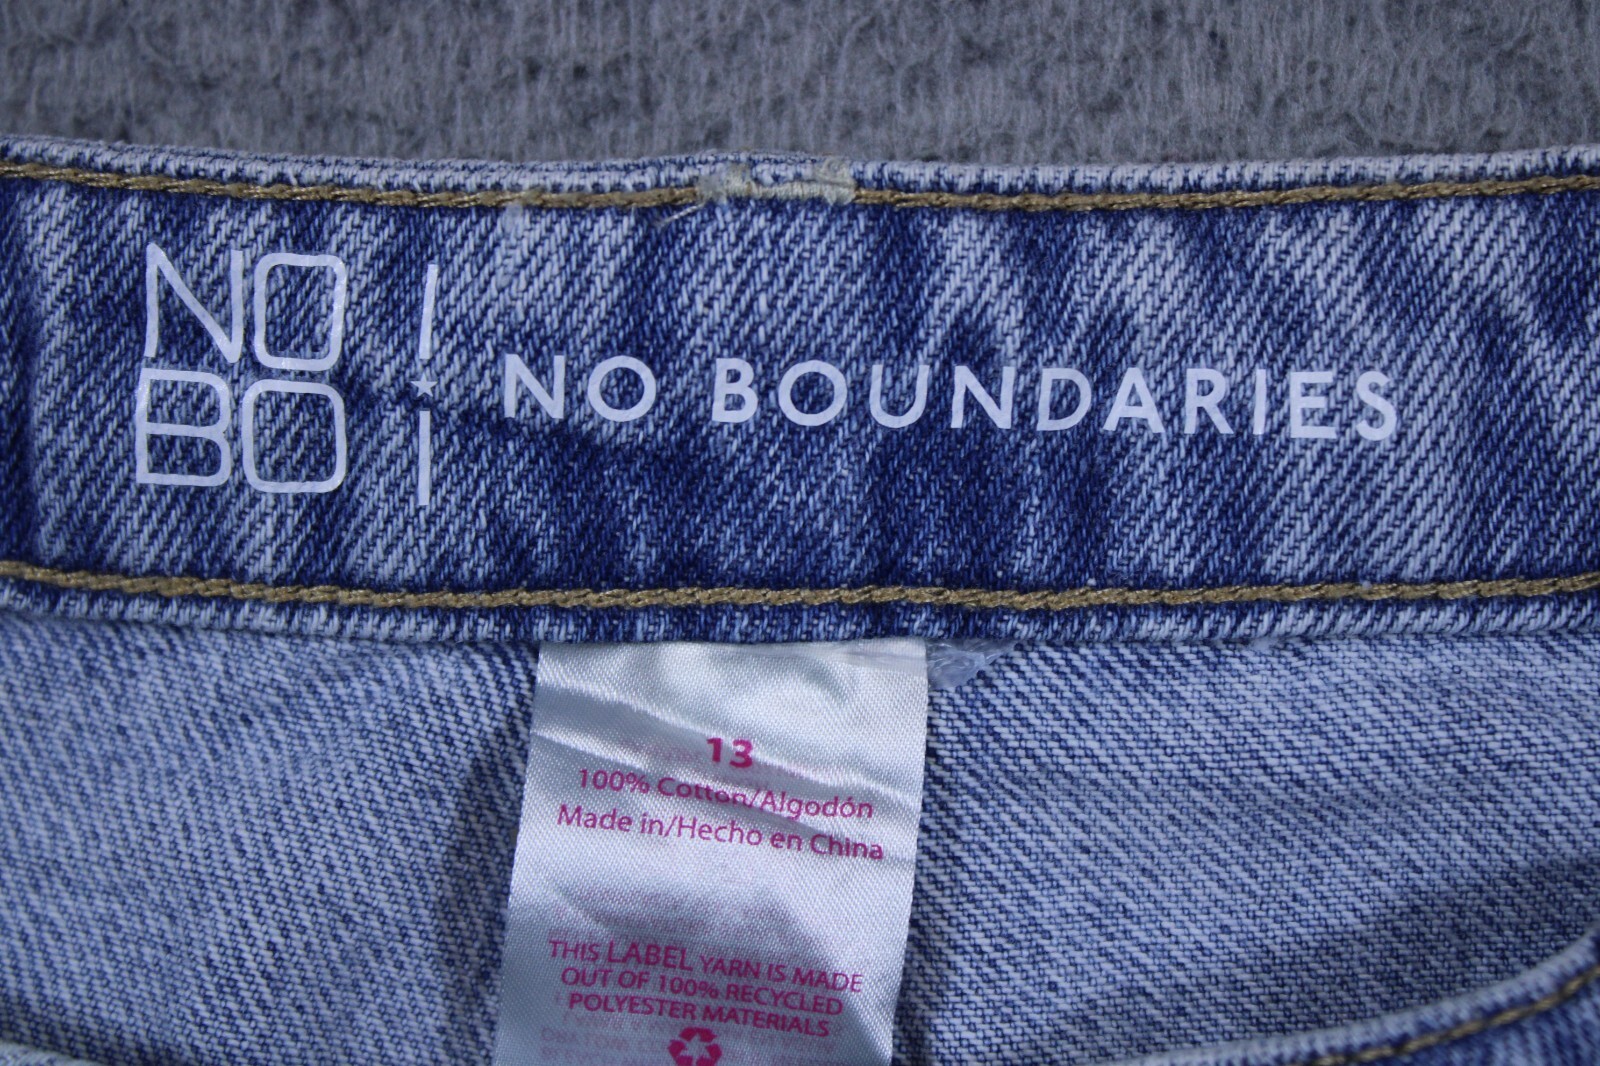 NO
BO
NO BOUNDARIES
13
100% Cotton/Algodón
Made in/Hecho en China
THIS LABEL YARN IS MADE
OUT OF 100% RECYCLED
POLYESTER MATERIALS